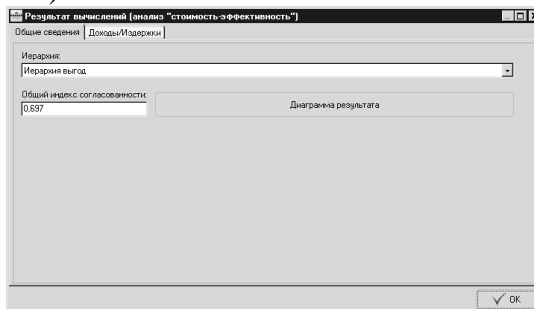 Результат вычислений (анализ "стоимость-эффективность")
Общие сведения Доходы/Издержки
Иерархия:
Иерархия выгод
Общий индекс согласованности:
0,697
Диаграмма результата
OK